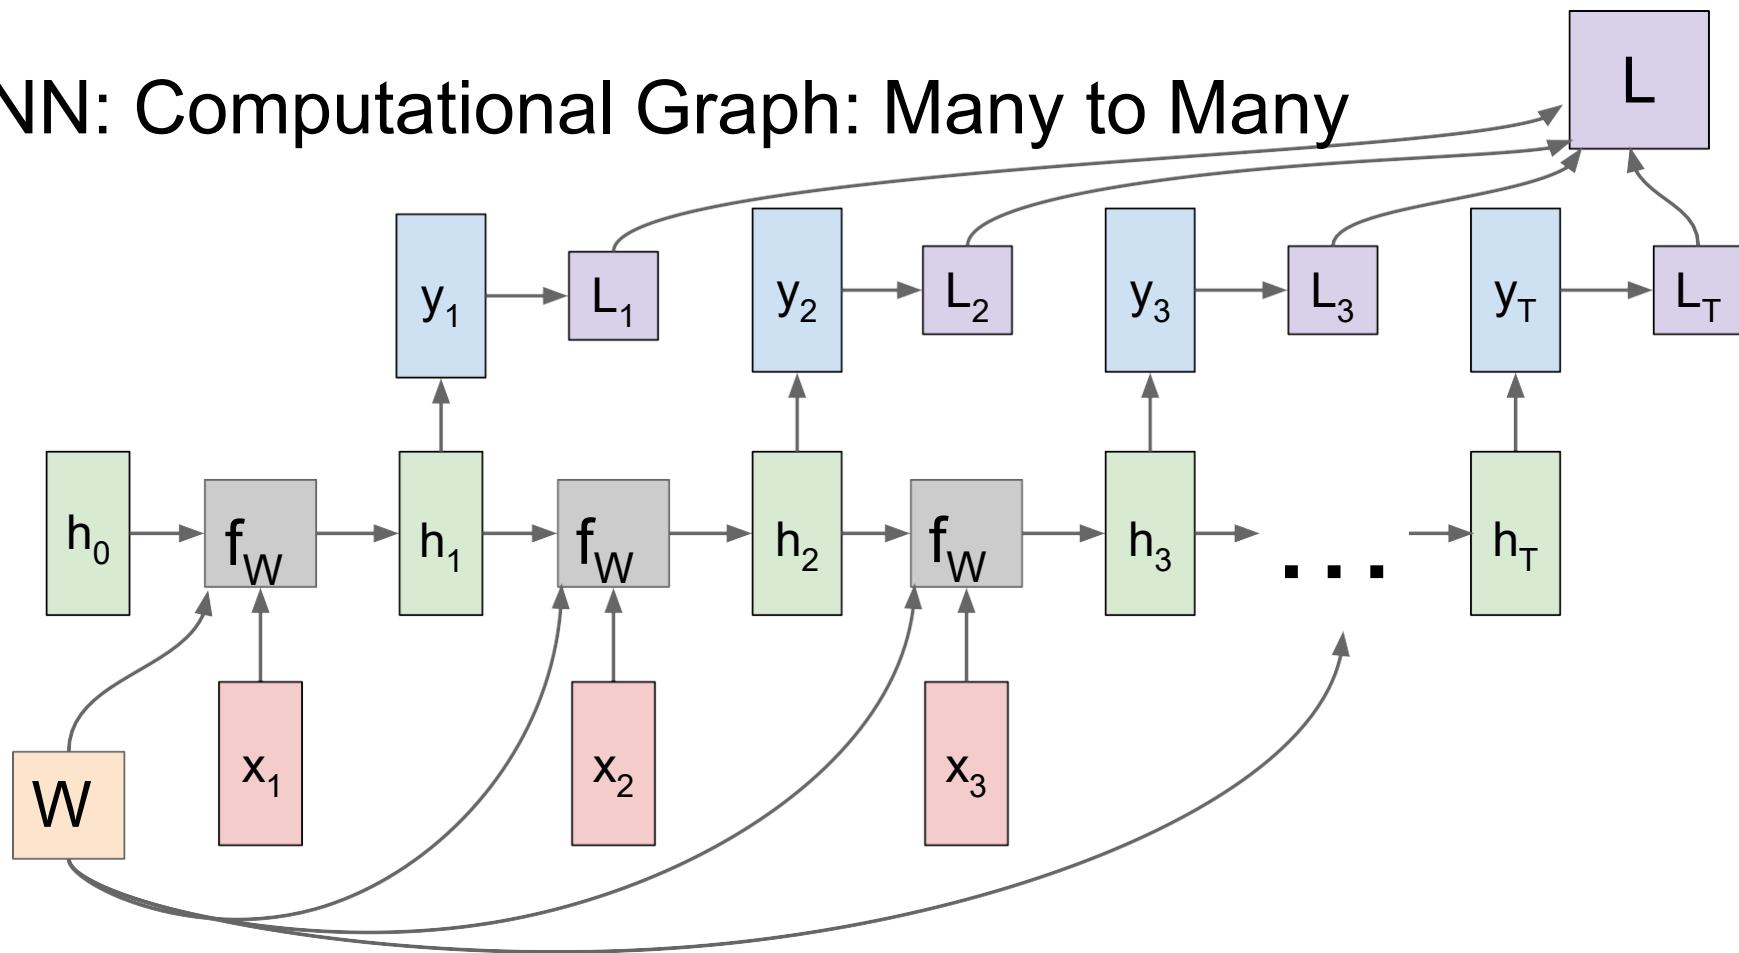 NN: Computational Graph: Many to Many
L
y1
L1
y2
L2
y3
L3
yT
LT
h0
fW
h1
fW
h2
fW
h3
...
hT
W
x1
x2
x3